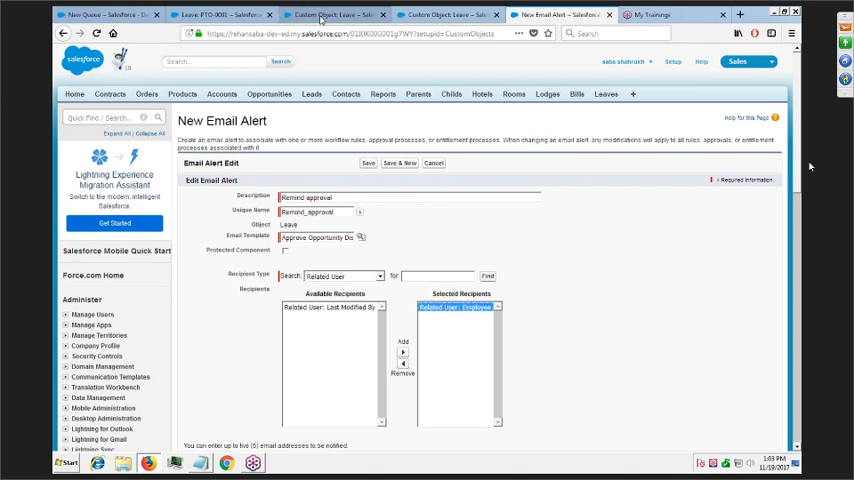 New Queue ~ Salesforce - De
Leave: PTO-0001 ~ Salesforce
Custom Object: Leave ~ Sale
Custom Object: Leave ~ Sale
New Email Alert ~ Salesforce
My Trainings
https://rehansaba-dev-ed.my.salesforce.com/01I0K000001g7WY?setupid=CustomObjects
Search
salesforce
18
Search...
Search
saba shahrukh
Setup
Help
Sales
Home
Contracts
Orders
Products
Accounts
Opportunities
Leads
Contacts
Reports
Parents
Childs
Hotels
Rooms
Lodges
Bills
Leaves
+
Quick Find / Search...
Expand All | Collapse All
Lightning Experience
Migration Assistant
Switch to the modern, intelligent
Salesforce.
Get Started
Salesforce Mobile Quick Start
Force.com Home
Administer
Manage Users
Manage Apps
Manage Territories
Company Profile
Security Controls
Domain Management
Communication Templates
Translation Workbench
Data Management
Mobile Administration
Desktop Administration
Lightning for Outlook
Lightning for Gmail
Lightning Sync
New Email Alert
Help for this Page
Create an email alert to associate with one or more workflow rules, approval processes, or entitlement processes. When changing an email alert, any modifications will apply to all rules, approvals, or entitlement
processes associated with it.
Email Alert Edit
Save
Save & New
Cancel
Edit Email Alert
= Required Information
Description
Remind approval
Unique Name
Remind_approval
i
Object
Leave
Email Template
Approve Opportunity Dis
Protected Component
Recipient Type
Search:
Related User
for:
Find
Recipients
Available Recipients
Selected Recipients
Related User: Last Modified By
Related User: Employee
Add
Remove
You can enter up to five (5) email addresses to be notified.
Start
1:03 PM
11/19/2017